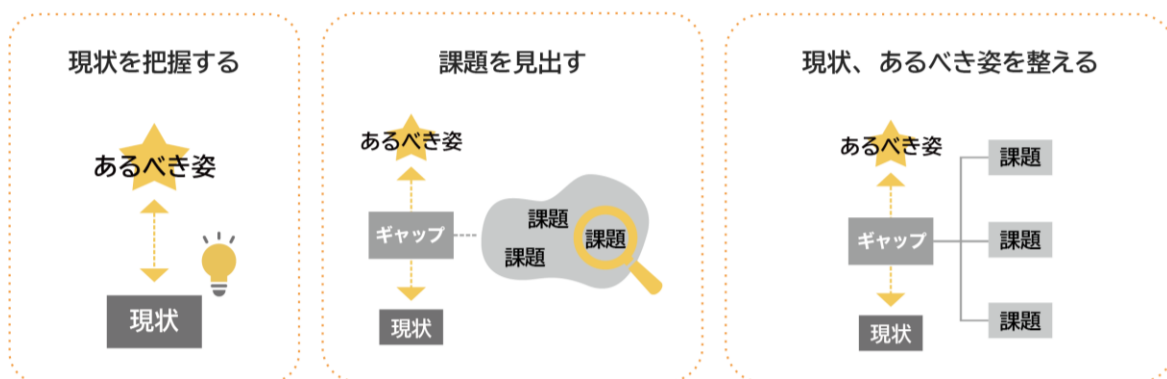 現状を把握する
あるべき姿
現状
課題を見出す
あるべき姿
ギャップ
課題
課題
課題
現状
現状、あるべき姿を整える
あるべき姿
ギャップ
現状
課題
課題
課題